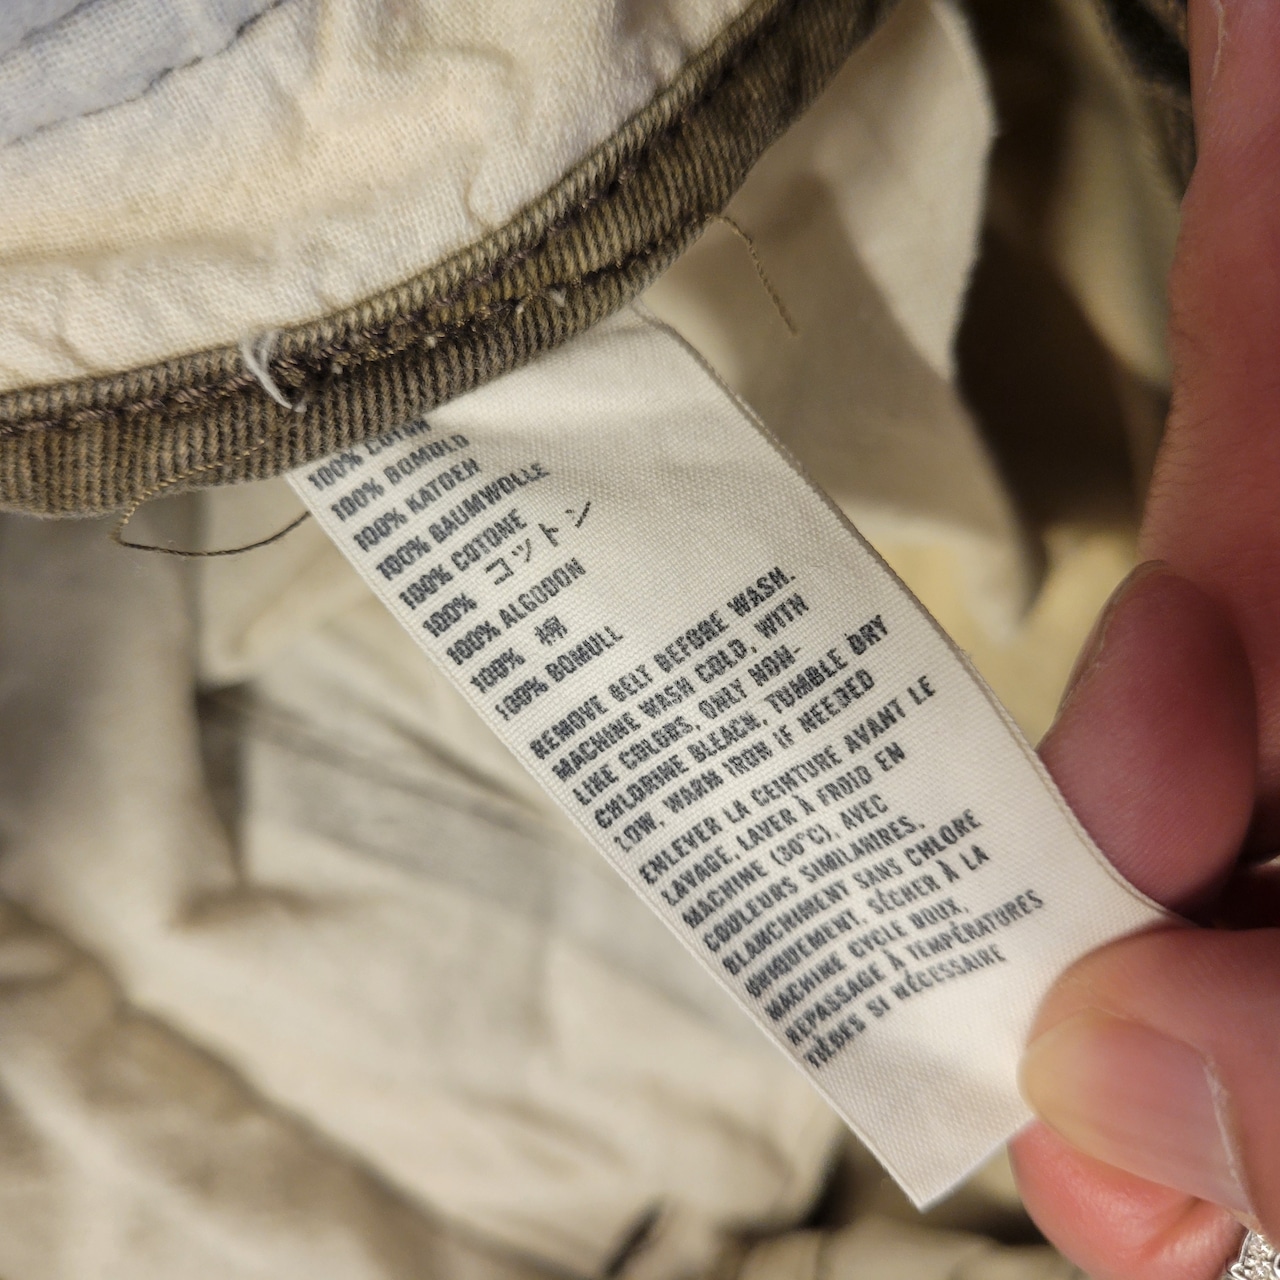 100% COTON
100% BOMULD
100% KATOEN
100% BAUMWOLLE
100% COTONE
100% コットン
100% ALGODON
100% 棉
100% BOMULL
REMOVE BELT BEFORE WASH.
MACHINE WASH COLD, WITH
LIKE COLORS, ONLY NON-
CHLORINE BLEACH, TUMBLE DRY
LOW. WARM IRON IF NEEDED
ENLEVER LA CEINTURE AVANT LE
LAVAGE. LAVER À FROID EN
MACHINE (30°C), AVEC
COULEURS SIMILAIRES.
BLANCHIMENT SANS CHLORE
UNIQUEMENT. SÉCHER À LA
MACHINE CYCLE DOUX.
REPASSAGE À TEMPÉRATURES
TIÈDES SI NÉCESSAIRE